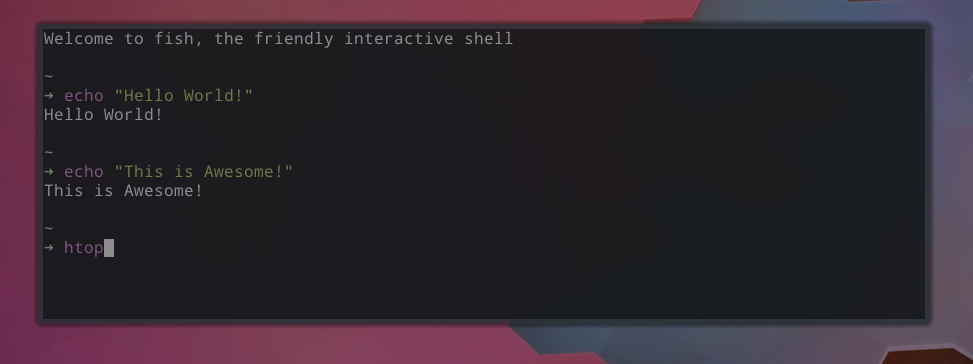 Welcome to fish, the friendly interactive shell
~
→ echo "Hello World!"
Hello World!
~
→ echo "This is Awesome!"
This is Awesome!
~
→ htop